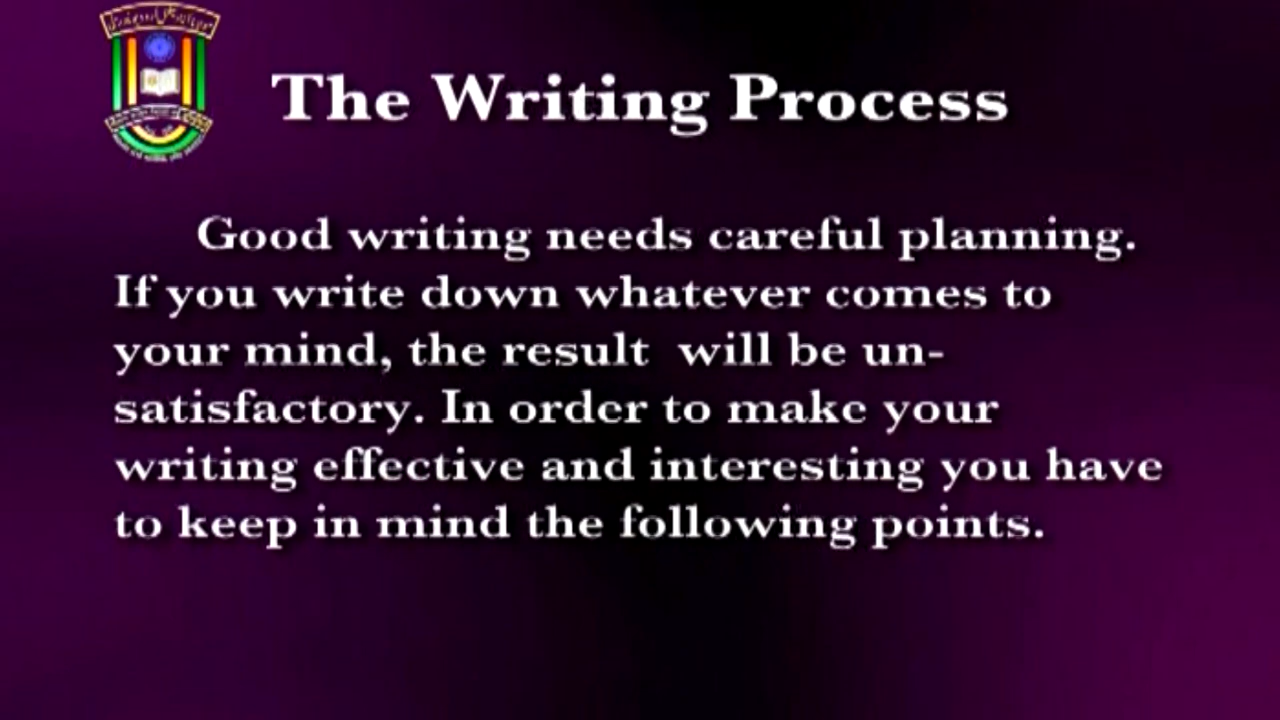 The Writing Process
Good writing needs careful planning.
If you write down whatever comes to
your mind, the result will be un-
satisfactory. In order to make your
writing effective and interesting you have
to keep in mind the following points.